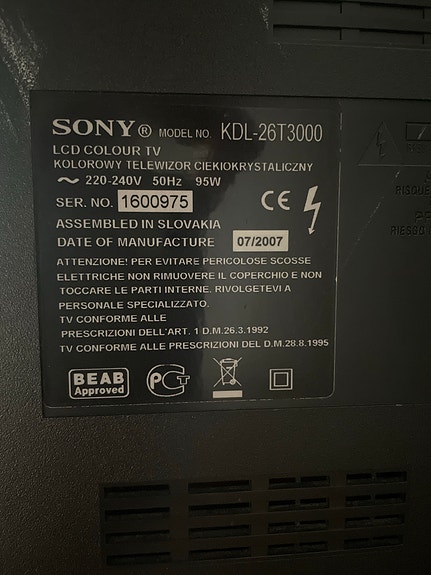 SONY® MODEL NO. KDL-26T3000
LCD COLOUR TV
KOLOROWY TELEWIZOR CIEKłOKRYSTALICZNY
~ 220-240V 50Hz 95W
SER. NO. 1600975
CE
ASSEMBLED IN SLOVAKIA
DATE OF MANUFACTURE 07/2007
ATTENZIONE! PER EVITARE PERICOLOSE SCOSSE
ELETTRICHE NON RIMUOVERE IL COPERCHIO E NON
TOCCARE LE PARTI INTERNE. RIVOLGETEVI A
PERSONALE SPECIALIZZATO.
TV CONFORME ALLE
PRESCRIZIONI DELL'ART. 1 D.M.26.3.1992
TV CONFORME ALLE PRESCRIZIONI DEL D.M.28.8.1995
BEAB
Approved
RISQUE
RIESGO